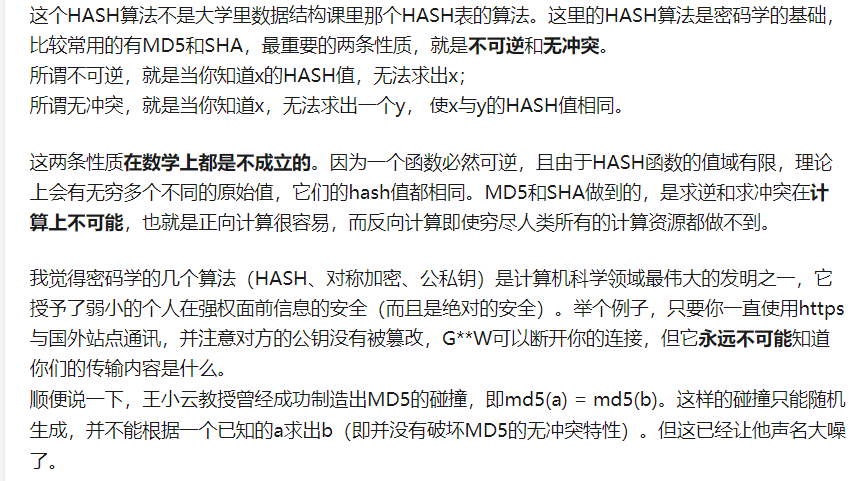 这个HASH算法不是大学里数据结构课里那个HASH表的算法。这里的HASH算法是密码学的基础，
比较常用的有MD5和SHA，最重要的两条性质，就是不可逆和无冲突。
所谓不可逆，就是当你知道x的HASH值，无法求出x；
所谓无冲突，就是当你知道x，无法求出一个y， 使x与y的HASH值相同。
这两条性质在数学上都是不成立的。因为一个函数必然可逆，且由于HASH函数的值域有限，理论
上会有无穷多个不同的原始值，它们的hash值都相同。MD5和SHA做到的，是求逆和求冲突在计
算上不可能，也就是正向计算很容易，而反向计算即使穷尽人类所有的计算资源都做不到。
我觉得密码学的几个算法（HASH、对称加密、公私钥）是计算机科学领域最伟大的发明之一，它
授予了弱小的个人在强权面前信息的安全（而且是绝对的安全）。举个例子，只要你一直使用https
与国外站点通讯，并注意对方的公钥没有被篡改，G**W可以断开你的连接，但它永远不可能知道
你们的传输内容是什么。
顺便说一下，王小云教授曾经成功制造出MD5的碰撞，即md5(a) = md5(b)。这样的碰撞只能随机
生成，并不能根据一个已知的a求出b（即并没有破坏MD5的无冲突特性）。但这已经让他声名大噪
了。